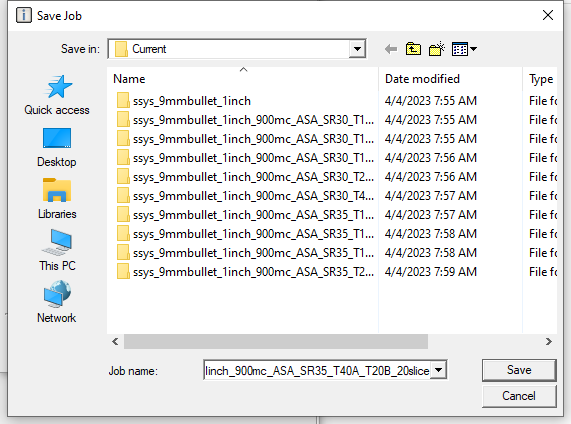 Save Job
Save in: Current
Name Date modified Type
ssys_9mmbullet_1inch 4/4/2023 7:55 AM File fo
ssys_9mmbullet_1inch_900mc_ASA_SR30_T1... 4/4/2023 7:55 AM File fo
ssys_9mmbullet_1inch_900mc_ASA_SR30_T1... 4/4/2023 7:55 AM File fo
ssys_9mmbullet_1inch_900mc_ASA_SR30_T1... 4/4/2023 7:56 AM File fo
ssys_9mmbullet_1inch_900mc_ASA_SR30_T2... 4/4/2023 7:56 AM File fo
ssys_9mmbullet_1inch_900mc_ASA_SR30_T4... 4/4/2023 7:57 AM File fo
ssys_9mmbullet_1inch_900mc_ASA_SR35_T1... 4/4/2023 7:57 AM File fo
ssys_9mmbullet_1inch_900mc_ASA_SR35_T1... 4/4/2023 7:58 AM File fo
ssys_9mmbullet_1inch_900mc_ASA_SR35_T1... 4/4/2023 7:58 AM File fo
ssys_9mmbullet_1inch_900mc_ASA_SR35_T2... 4/4/2023 7:59 AM File fo
Quick access
Desktop
Libraries
This PC
Network
Job name: 1inch_900mc_ASA_SR35_T40A_T20B_20slice
Save
Cancel